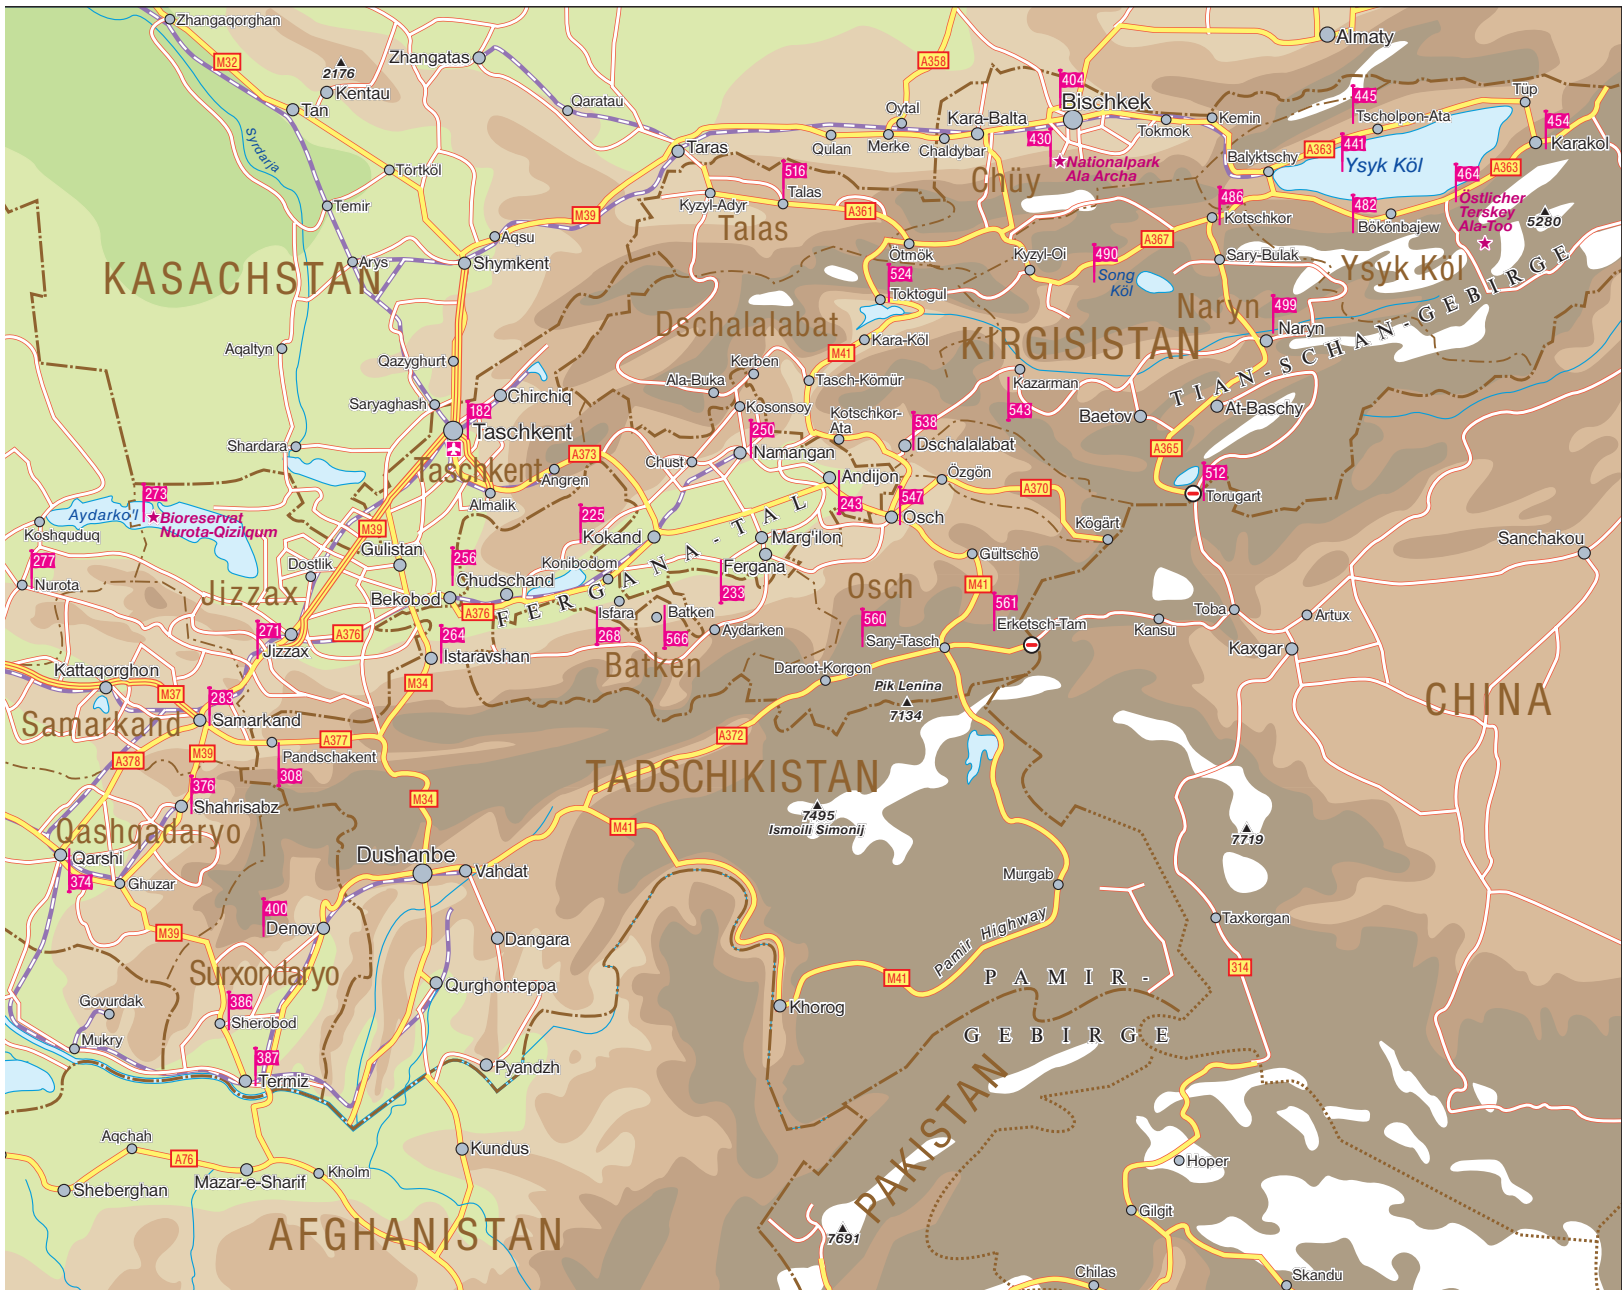 Zhangaqorghan
M32
2176
Kentau
Tan
Zhangatas
Qaratau
A358
Almaty
404
Bischkek
Oytal
Kara-Balta
Qulan
Merke
Chaldybar
430
Nationalpark
Ala Archa
Tokmok
Kemin
445
Tscholpon-Ata
Tüp
454
Karakol
441
A363
Ysyk Köl
A363
464
Balyktschy
Östlicher
Terskey
Ala-Too
5280
482
Bökönbajew
486
Kotschkor
Syrdarja
Törtköl
Temir
Taras
516
Talas
Kyzyl-Adyr
Talas
A361
Chüy
M39
Aqsu
Arys
Shymkent
KASACHSTAN
Ötmök
524
Toktogul
Kyzyl-Oi
490
A367
Song
Köl
Sary-Bulak
Ysyk Köl
Naryn
499
Naryn
TIAN-SCHAN-GEBIRGE
KIRGISISTAN
Dschalalabat
Kara-Köl
M41
Kerben
Ala-Buka
Tasch-Kömür
Kazarman
543
Aqaltyn
Qazyghurt
Saryaghash
Chirchiq
182
Taschkent
Shardara
Taschkent
A373
Angren
Almalik
Kosonsoy
250
Namangan
Chust
Kotschkor-
Ata
538
Dschalalabat
Baetov
At-Baschy
A365
512
Torugart
Andijon
243
547
Osch
Özgön
A370
Kögärt
Sanchakou
273
Aydarko'l
Bioreservat
Nurota-Qizilqum
Koshquduq
277
Nurota
M39
Gulistan
Dostlik
225
Kokand
FERGANA-TAL
Marg'ilon
Fergana
233
Gültschö
M41
256
Chudschand
Konibodom
Bekobod
A376
Isfara
268
Batken
566
Aydarken
Osch
561
Erketsch-Tam
560
Sary-Tasch
Toba
Kansu
Artux
Kaxgar
Jizzax
271
Jizzax
A376
264
Istaravshan
Batken
Daroot-Korgon
Pik Lenina
7134
CHINA
Kattaqorghon
M37
283
Samarkand
Samarkand
M34
Pandschakent
308
A377
A372
A378
M39
376
Shahrisabz
TADSCHIKISTAN
7495
Ismoili Simonij
M34
M41
7719
Qashqadaryo
Qarshi
374
Ghuzar
Dushanbe
Vahdat
Murgab
400
Denov
M39
Dangara
Taxkorgan
Pamir Highway
Surxondaryo
M41
314
PAMIR-
GEBIRGE
386
Sherobod
Qurghonteppa
Khorog
Govurdak
Mukry
387
Termiz
Pyandzh
PAKISTAN
Aqchah
A76
Kundus
Hoper
Sheberghan
Mazar-e-Sharif
Kholm
Gilgit
7691
AFGHANISTAN
Chilas
Skandu